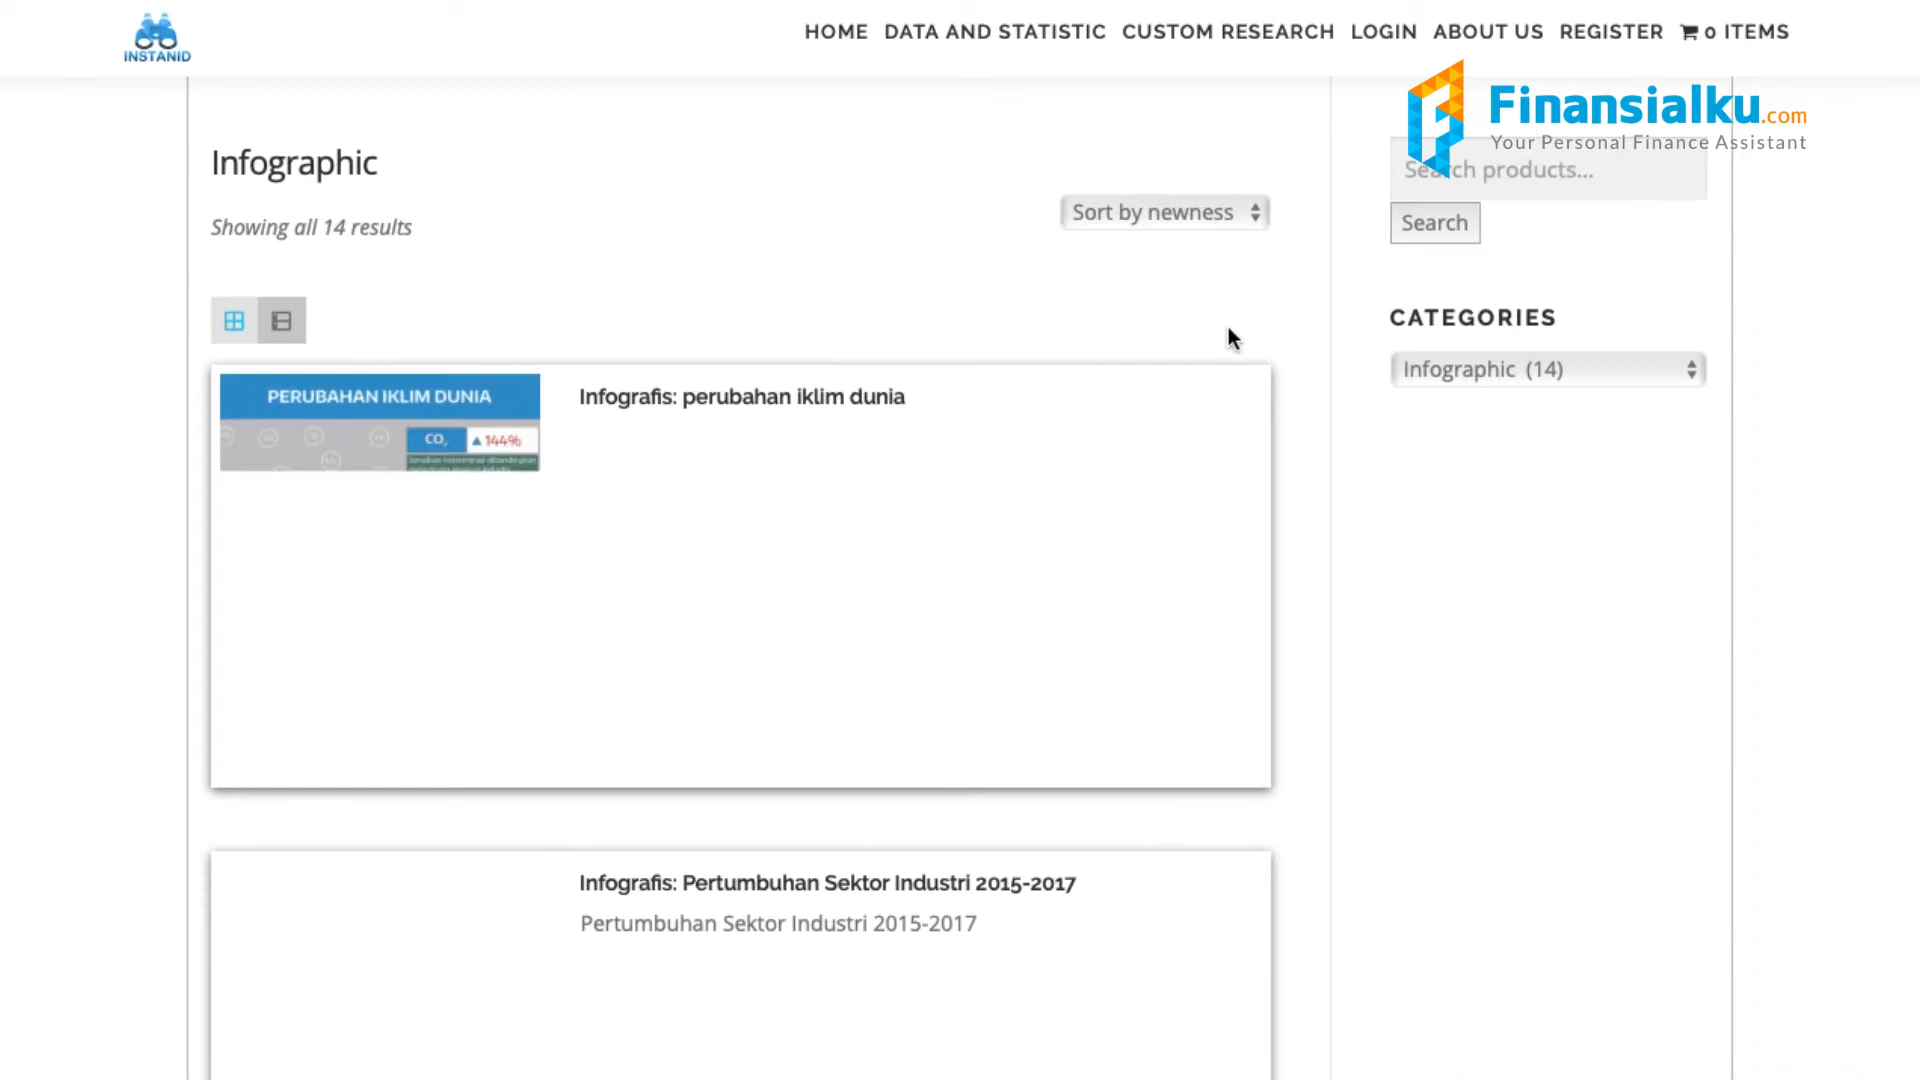 INSTANID
HOME DATA AND STATISTIC CUSTOM RESEARCH LOGIN ABOUT US REGISTER 0 ITEMS
Finansialku.com
Your Personal Finance Assistant
Infographic
Showing all 14 results
Sort by newness
Search products...
Search
CATEGORIES
Infographic (14)
PERUBAHAN IKLIM DUNIA
CO₂
144%
Infografis: perubahan iklim dunia
Infografis: Pertumbuhan Sektor Industri 2015-2017
Pertumbuhan Sektor Industri 2015-2017